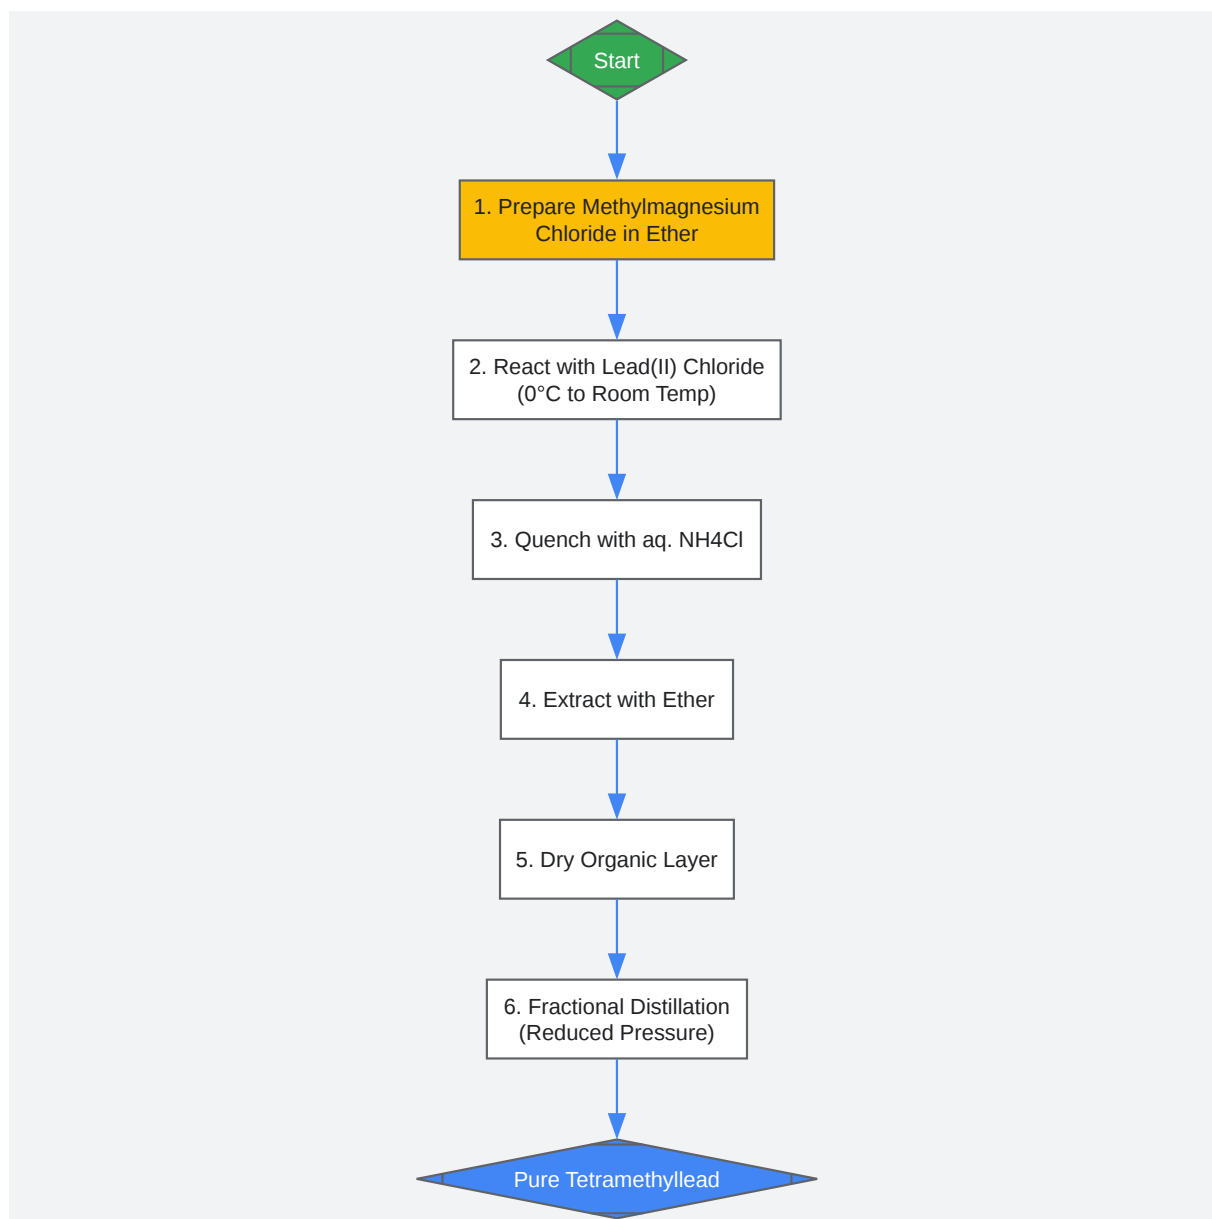 Start
1. Prepare Methylmagnesium
Chloride in Ether
2. React with Lead(II) Chloride
(0°C to Room Temp)
3. Quench with aq. NH4Cl
4. Extract with Ether
5. Dry Organic Layer
6. Fractional Distillation
(Reduced Pressure)
Pure Tetramethyllead